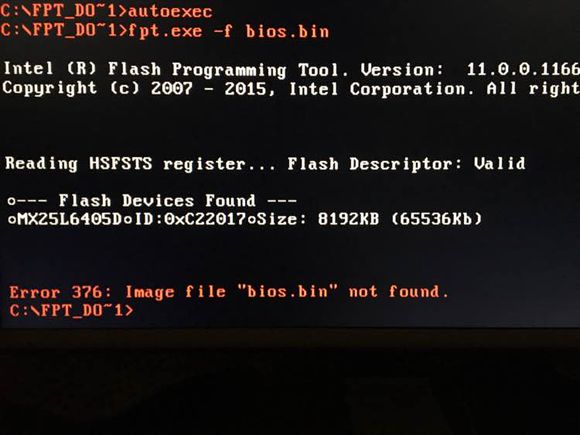 C:\FPT_DO~1>autoexec
C:\FPT_DO~1>fpt.exe -f bios.bin
Intel (R) Flash Programming Tool. Version:  11.0.0.1166
Copyright (c) 2007 - 2015, Intel Corporation. All right
Reading HSFSTS register... Flash Descriptor: Valid
o--- Flash Devices Found ---
oMX25L6405DoID:0xC22017oSize: 8192KB (65536Kb)
Error 376: Image file "bios.bin" not found.
C:\FPT_DO~1>